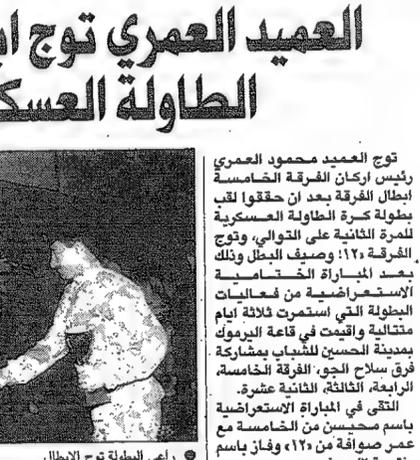 العميد العمري توج
الطاولة
توج العميد محمود العمري
رئيس اركان الفرقة الخامسة
ابطال الفرقة بعد ان حققوا لقب
بطولة كرة الطاولة العسكرية
للمرة الثانية على التوالي، وتوج
الفرقة «١٢» وصيف البطل وذلك
بعد المباراة الختامية
الاستعراضية من فعاليات
البطولة التي استمرت ثلاثة ايام
متتالية واقيمت في قاعة اليرموك
بمدينة الحسين للشباب بمشاركة
فرق سلاح الجو، الفرقة الخامسة،
الرابعة، الثالثة، الثانية عشرة.
التقى في المباراة الاستعراضية
باسم محيسن من الخامسة مع
عمر صوافة من «١٢» وفاز باسم
راعي البطولة توج الابطال